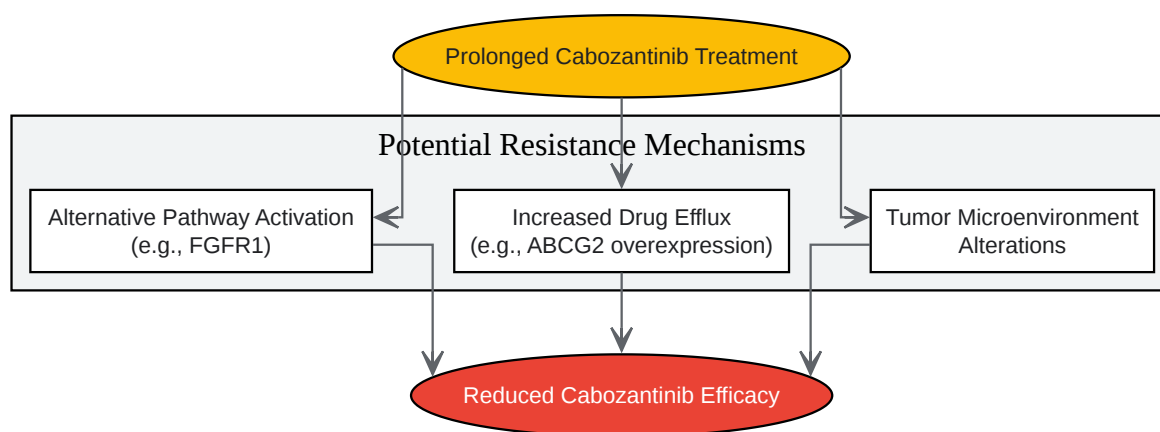 Prolonged Cabozantinib Treatment
Potential Resistance Mechanisms
Alternative Pathway Activation
(e.g., FGFR1)
Increased Drug Efflux
(e.g., ABCG2 overexpression)
Tumor Microenvironment
Alterations
Reduced Cabozantinib Efficacy